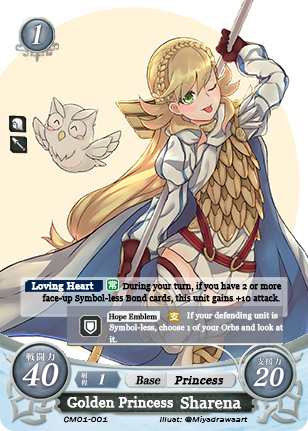 1
Loving Heart 常 During your turn, if you have 2 or more
face-up Symbol-less Bond cards, this unit gains +10 attack.
Hope Emblem 支 If your defending unit is
Symbol-less, choose 1 of your Orbs and look at
it.
戦闘力
40
射程 1 Base Princess
支援力
20
Golden Princess Sharena
CM01-001 Illust: @Miyadrawaart